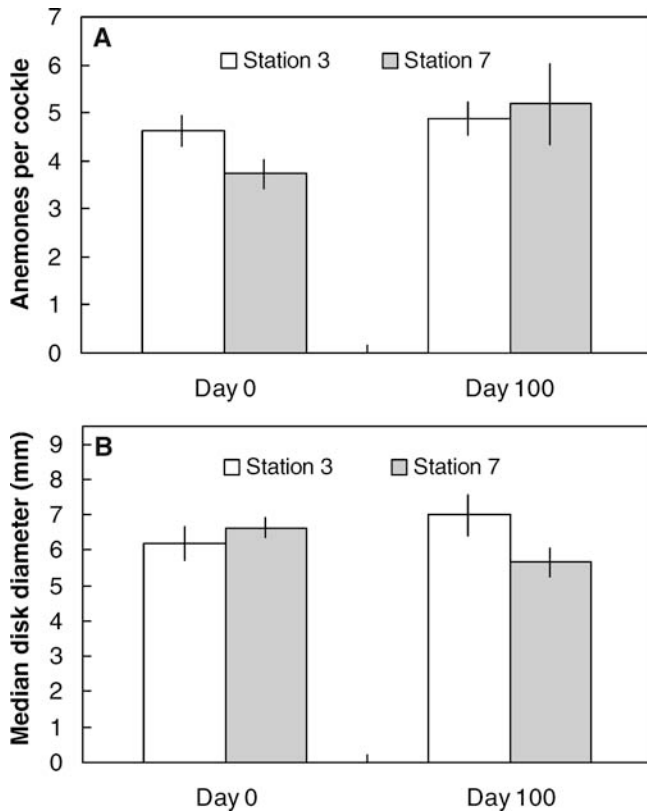 A
Station 3 Station 7
Anemones per cockle
7
6
5
4
3
2
1
0
Day 0 Day 100
B
Station 3 Station 7
Median disk diameter (mm)
9
8
7
6
5
4
3
2
1
0
Day 0 Day 100